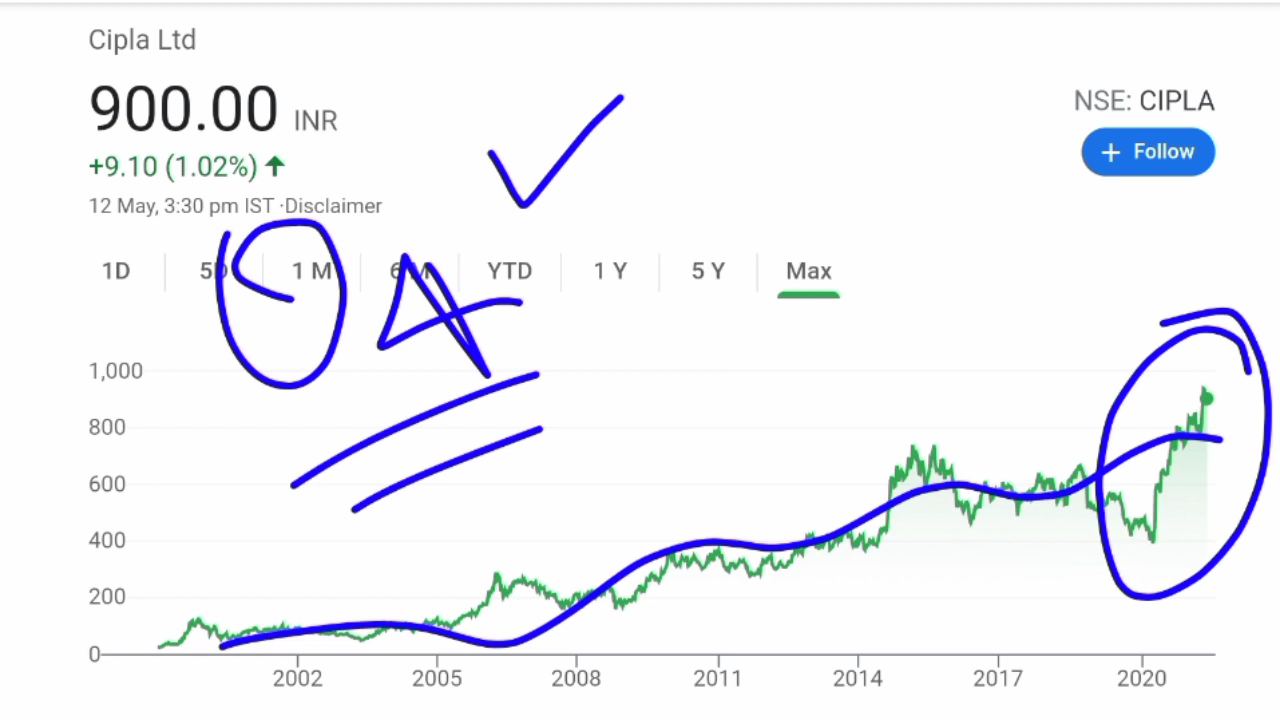 Cipla Ltd
900.00 INR
NSE: CIPLA
+ Follow
+9.10 (1.02%) ↑
12 May, 3:30 pm IST ·Disclaimer
1D 5D 1 M 6 M YTD 1 Y 5 Y Max
1,000
800
600
400
200
0
2002 2005 2008 2011 2014 2017 2020